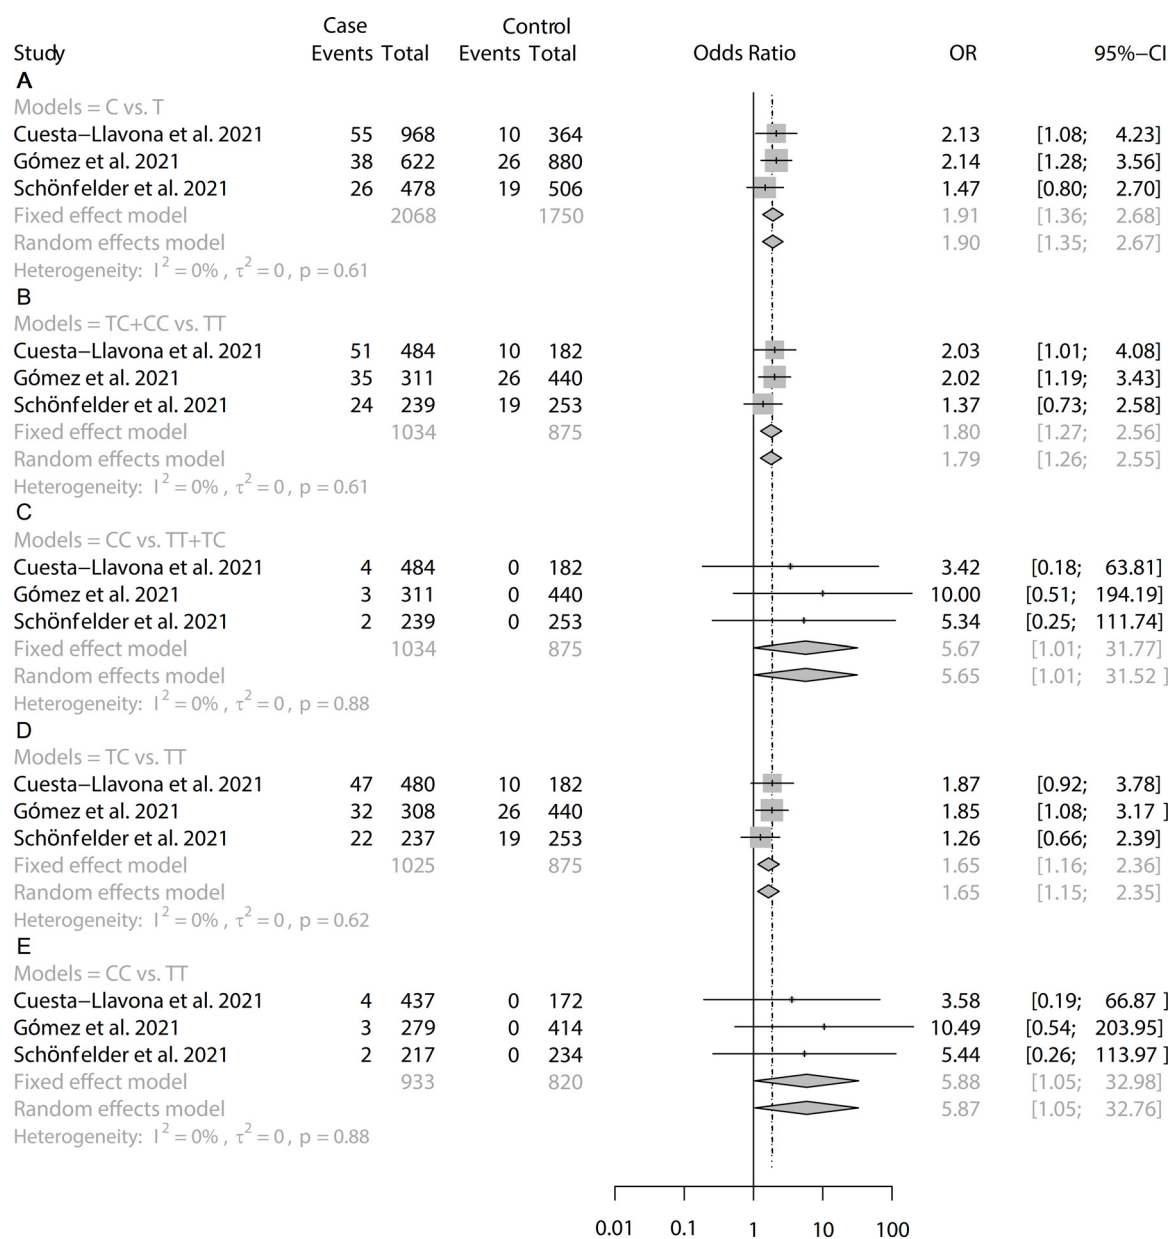 Case Control
Study Events Total Events Total Odds Ratio OR 95%−CI
A
Models = C vs. T
Cuesta−Llavona et al. 2021 55 968 10 364 2.13 [1.08; 4.23]
Gómez et al. 2021 38 622 26 880 2.14 [1.28; 3.56]
Schönfelder et al. 2021 26 478 19 506 1.47 [0.80; 2.70]
Fixed effect model 2068 1750 1.91 [1.36; 2.68]
Random effects model 1.90 [1.35; 2.67]
Heterogeneity: I² = 0%, τ² = 0, p = 0.61
B
Models = TC+CC vs. TT
Cuesta−Llavona et al. 2021 51 484 10 182 2.03 [1.01; 4.08]
Gómez et al. 2021 35 311 26 440 2.02 [1.19; 3.43]
Schönfelder et al. 2021 24 239 19 253 1.37 [0.73; 2.58]
Fixed effect model 1034 875 1.80 [1.27; 2.56]
Random effects model 1.79 [1.26; 2.55]
Heterogeneity: I² = 0%, τ² = 0, p = 0.61
C
Models = CC vs. TT+TC
Cuesta−Llavona et al. 2021 4 484 0 182 3.42 [0.18; 63.81]
Gómez et al. 2021 3 311 0 440 10.00 [0.51; 194.19]
Schönfelder et al. 2021 2 239 0 253 5.34 [0.25; 111.74]
Fixed effect model 1034 875 5.67 [1.01; 31.77]
Random effects model 5.65 [1.01; 31.52 ]
Heterogeneity: I² = 0%, τ² = 0, p = 0.88
D
Models = TC vs. TT
Cuesta−Llavona et al. 2021 47 480 10 182 1.87 [0.92; 3.78]
Gómez et al. 2021 32 308 26 440 1.85 [1.08; 3.17 ]
Schönfelder et al. 2021 22 237 19 253 1.26 [0.66; 2.39]
Fixed effect model 1025 875 1.65 [1.16; 2.36]
Random effects model 1.65 [1.15; 2.35]
Heterogeneity: I² = 0%, τ² = 0, p = 0.62
E
Models = CC vs. TT
Cuesta−Llavona et al. 2021 4 437 0 172 3.58 [0.19; 66.87 ]
Gómez et al. 2021 3 279 0 414 10.49 [0.54; 203.95]
Schönfelder et al. 2021 2 217 0 234 5.44 [0.26; 113.97 ]
Fixed effect model 933 820 5.88 [1.05; 32.98]
Random effects model 5.87 [1.05; 32.76]
Heterogeneity: I² = 0%, τ² = 0, p = 0.88
0.01 0.1 1 10 100